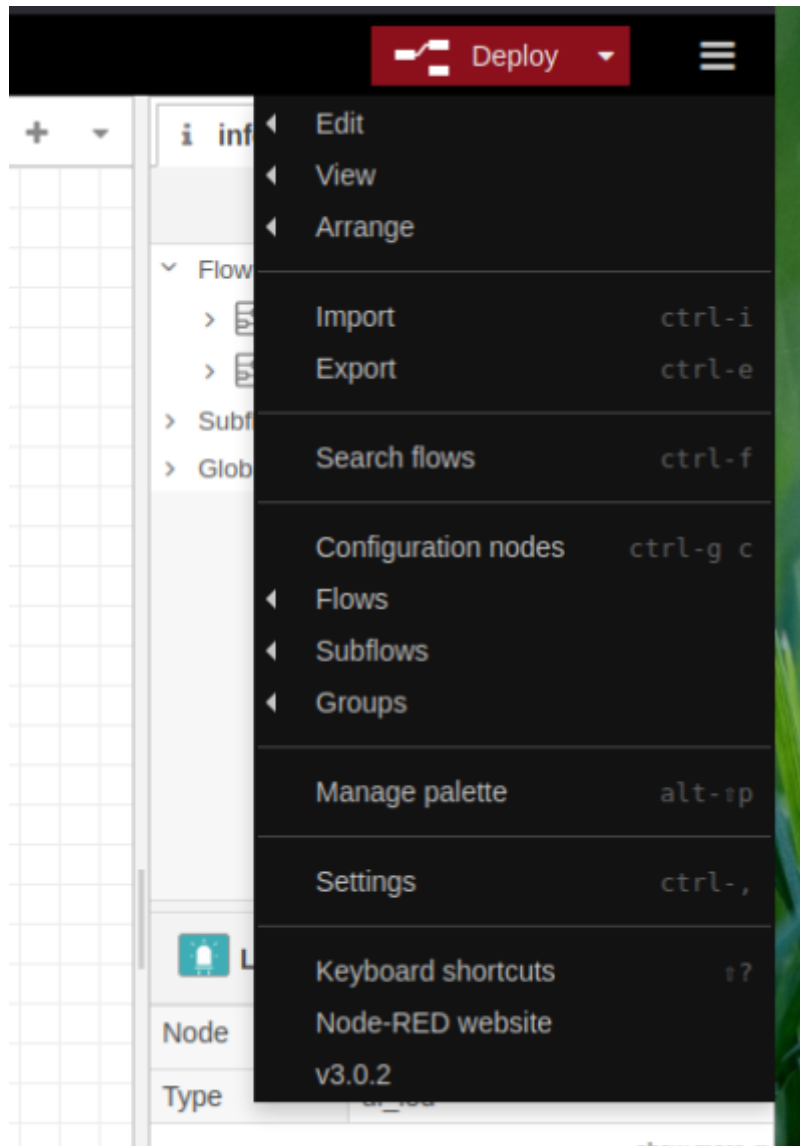 Deploy
i inf
Edit
View
Arrange
Flow
Import ctrl-i
Export ctrl-e
Subf
Glob
Search flows ctrl-f
Configuration nodes ctrl-g c
Flows
Subflows
Groups
Manage palette alt-⇧p
Settings ctrl-,
L
Keyboard shortcuts ⇧?
Node
Node-RED website
v3.0.2
Type